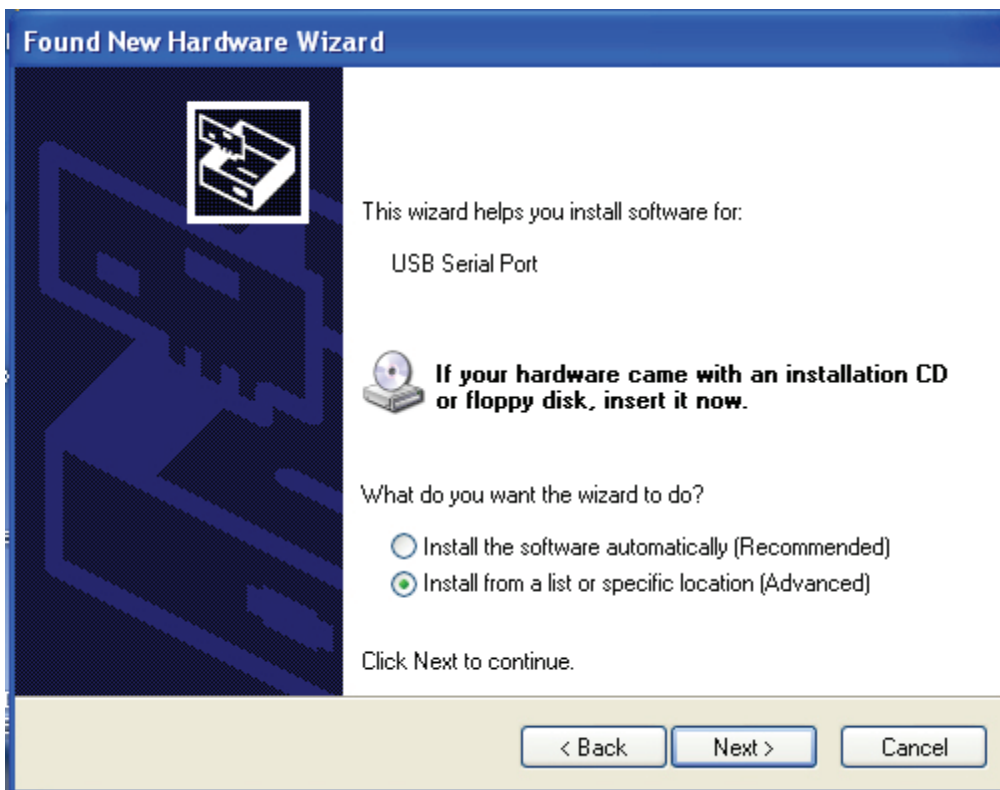 Found New Hardware Wizard
This wizard helps you install software for:
USB Serial Port
If your hardware came with an installation CD
or floppy disk, insert it now.
What do you want the wizard to do?
Install the software automatically (Recommended)
Install from a list or specific location (Advanced)
Click Next to continue.
< Back
Next >
Cancel